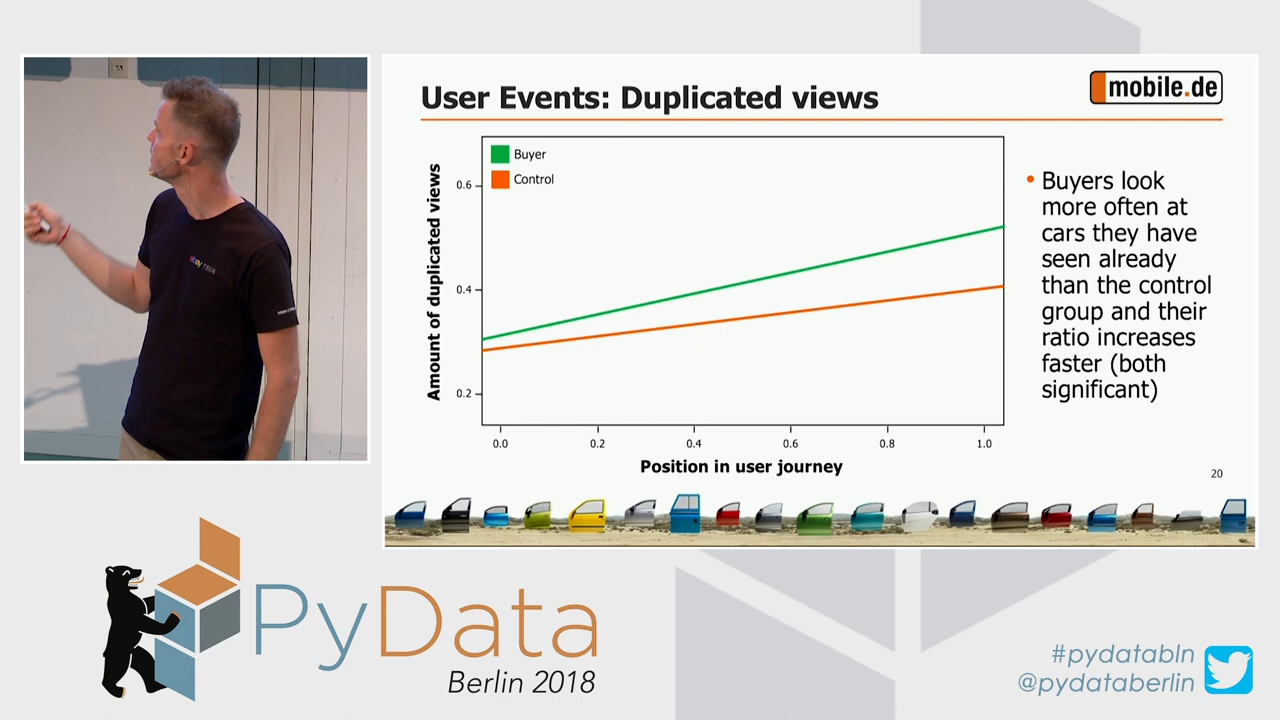 User Events: Duplicated views
mobile.de
Buyer
Control
Amount of duplicated views
0.6
0.4
0.2
0.0
0.2
0.4
0.6
0.8
1.0
Position in user journey
• Buyers look
more often at
cars they have
seen already
than the control
group and their
ratio increases
faster (both
significant)
20
ebay TECH
PyData
Berlin 2018
#pydatabln
@pydataberlin